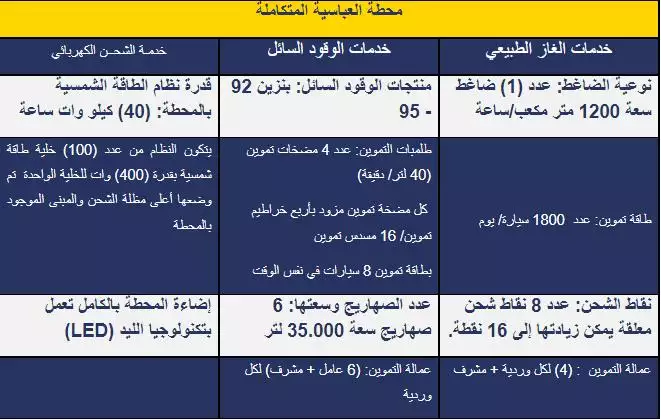 محطة العباسية المتكاملة
خدمات الغاز الطبيعي
خدمات الوقود السائل
خدمة الشحـن الكهربائي
نوعية الضاغط: عدد (1) ضاغط
سعة 1200 متر مكعب/ساعة
منتجات الوقود السائل: بنزين 92
- 95
قدرة نظام الطاقة الشمسية
بالمحطة: (40) كيلو وات ساعة
طاقة تموين: عدد 1800 سيارة/ يوم
طلمبات التموين: عدد 4 مضخات تموين
(40 لتر/ دقيقة)
كل مضخة تموين مزود بأربع خراطيم
تموين/ 16 مسدس تموين
بطاقة تموين 8 سيارات في نفس الوقت
يتكون النظام من عدد (100) خلية طاقة
شمسية بقدرة (400) وات للخلية الواحدة تم
وضعها أعلى مظلة الشحن والمبنى الموجود
بالمحطة
نقاط الشحن: عدد 8 نقاط شحن
معلقة يمكن زيادتها إلى 16 نقطة.
عدد الصهاريج وسعتها: 6
صهاريج سعة 35.000 لتر
إضاءة المحطة بالكامل تعمل
بتكنولوجيا الليد (LED)
عمالة التموين : (4) لكل وردية + مشرف
عمالة التموين: (6 عامل + مشرف) لكل
وردية